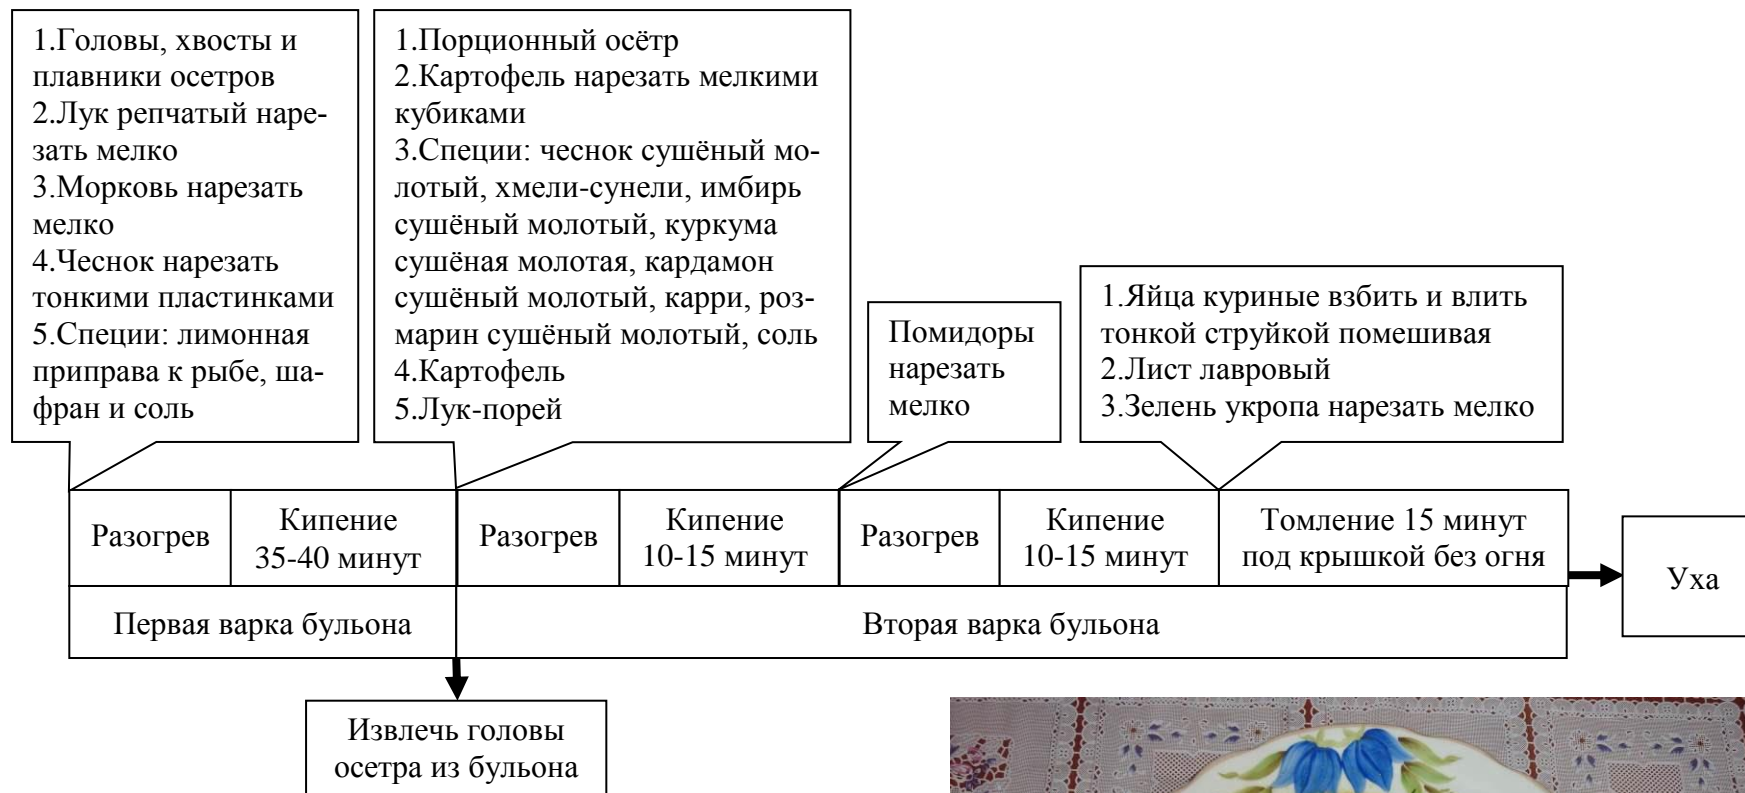 1.Головы, хвосты и
плавники осетров
2.Лук репчатый наре-
зать мелко
3.Морковь нарезать
мелко
4.Чеснок нарезать
тонкими пластинками
5.Специи: лимонная
приправа к рыбе, ша-
фран и соль
1.Порционный осётр
2.Картофель нарезать мелкими
кубиками
3.Специи: чеснок сушёный мо-
лотый, хмели-сунели, имбирь
сушёный молотый, куркума
сушёная молотая, кардамон
сушёный молотый, карри, роз-
марин сушёный молотый, соль
4.Картофель
5.Лук-порей
Помидоры
нарезать
мелко
1.Яйца куриные взбить и влить
тонкой струйкой помешивая
2.Лист лавровый
3.Зелень укропа нарезать мелко
Разогрев
Кипение
35-40 минут
Разогрев
Кипение
10-15 минут
Разогрев
Кипение
10-15 минут
Томление 15 минут
под крышкой без огня
Уха
Первая варка бульона
Вторая варка бульона
Извлечь головы
осетра из бульона